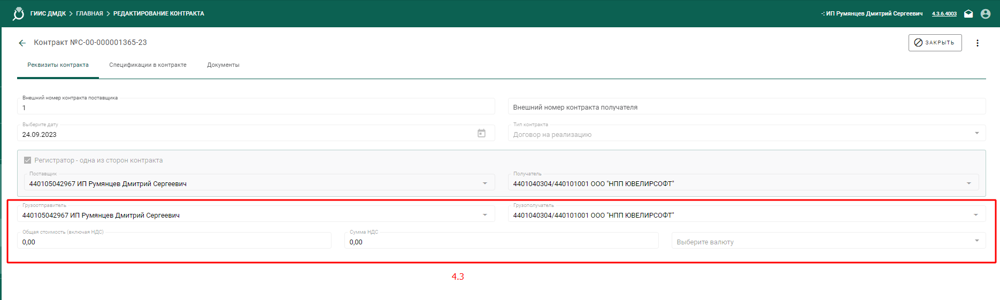 ГИИС ДМДК > ГЛАВНАЯ > РЕДАКТИРОВАНИЕ КОНТРАКТА
-: ИП Румянцев Дмитрий Сергеевич 4.3.6.4003
Контракт №C-00-000001365-23
ЗАКРЫТЬ
Реквизиты контракта Спецификации в контракте Документы
Внешний номер контракта поставщика
1
Внешний номер контракта получателя
Выберите дату
24.09.2023
Тип контракта
Договор на реализацию
Регистратор - одна из сторон контракта
Поставщик
440105042967 ИП Румянцев Дмитрий Сергеевич
Получатель
4401040304/440101001 ООО "НПП ЮВЕЛИРСОФТ"
Грузоотправитель
440105042967 ИП Румянцев Дмитрий Сергеевич
Грузополучатель
4401040304/440101001 ООО "НПП ЮВЕЛИРСОФТ"
Общая стоимость (включая НДС)
0,00
Сумма НДС
0,00
Выберите валюту
4.3